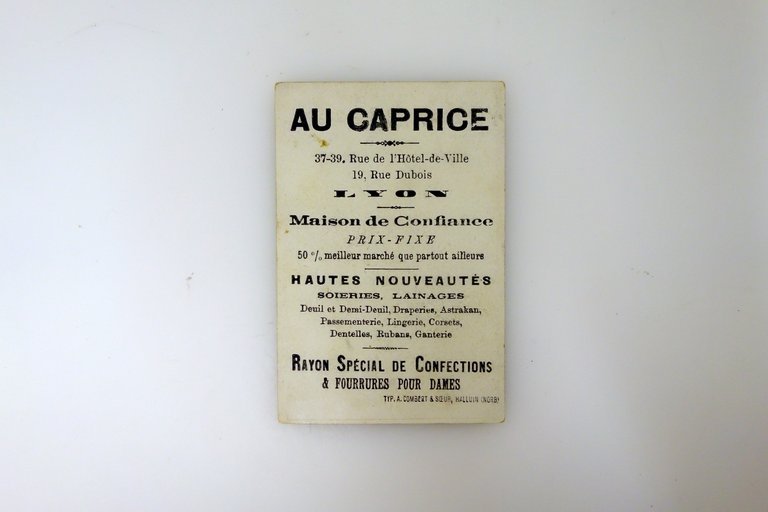 AU CAPRICE
37-39, Rue de l'Hôtel-de-Ville
19, Rue Dubois
LYON
Maison de Confiance
PRIX-FIXE
50 % meilleur marché que partout ailleurs
HAUTES NOUVEAUTÉS
SOIERIES, LAINAGES
Deuil et Demi-Deuil, Draperies, Astrakan,
Passementerie, Lingerie, Corsets,
Dentelles, Rubans, Ganterie
RAYON SPÉCIAL DE CONFECTIONS
& FOURRURES POUR DAMES
TYP. A. COMBERT & SŒUR, HALLUIN (NORD)